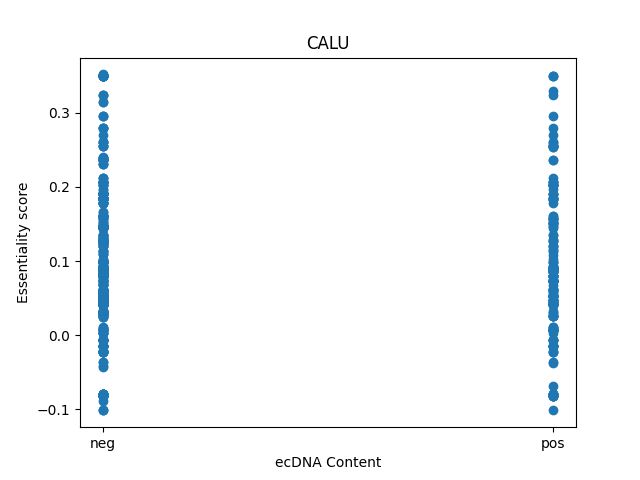 CALU
Essentiality score
0.3
0.2
0.1
0.0
−0.1
neg
pos
ecDNA Content